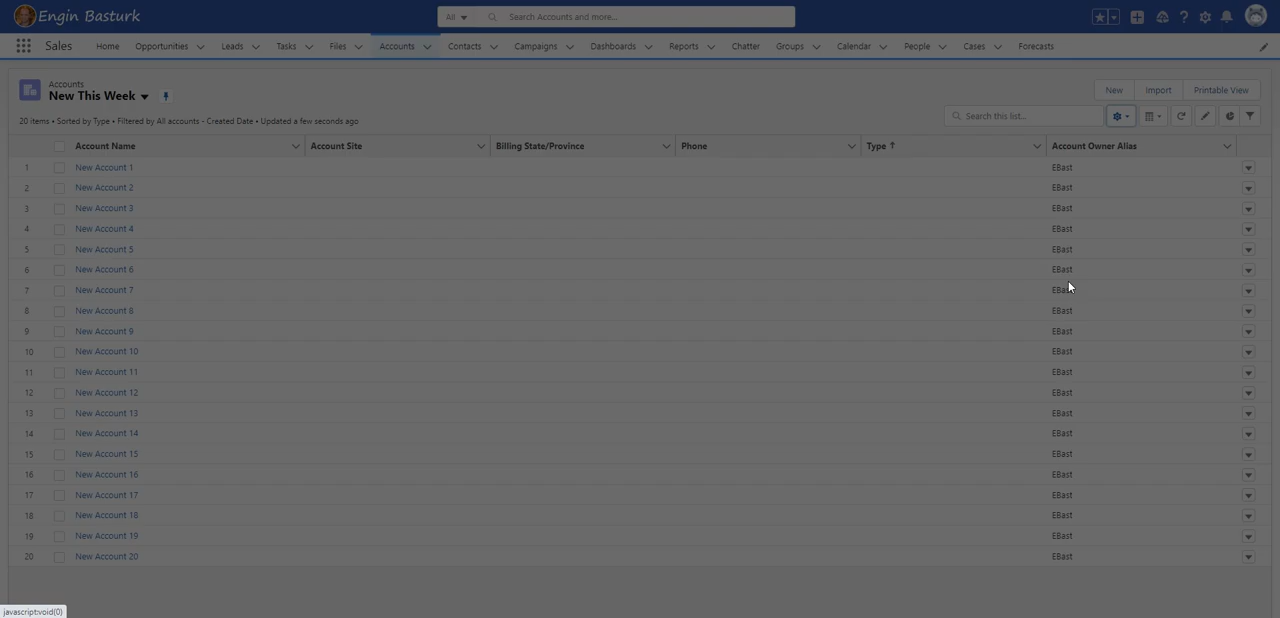 Engin Basturk
All Search Accounts and more...
Sales Home Opportunities Leads Tasks Files Accounts Contacts Campaigns Dashboards Reports Chatter Groups Calendar People Cases Forecasts
Accounts
New This Week
New Import Printable View
20 items • Sorted by Type • Filtered by All accounts - Created Date • Updated a few seconds ago
Search this list...
Account Name Account Site Billing State/Province Phone Type ↑ Account Owner Alias
1 New Account 1 EBast
2 New Account 2 EBast
3 New Account 3 EBast
4 New Account 4 EBast
5 New Account 5 EBast
6 New Account 6 EBast
7 New Account 7 EBast
8 New Account 8 EBast
9 New Account 9 EBast
10 New Account 10 EBast
11 New Account 11 EBast
12 New Account 12 EBast
13 New Account 13 EBast
14 New Account 14 EBast
15 New Account 15 EBast
16 New Account 16 EBast
17 New Account 17 EBast
18 New Account 18 EBast
19 New Account 19 EBast
20 New Account 20 EBast
javascript:void(0)